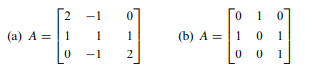 (a) A = [2 -1 0; 1 1 1; 0 -1 2]
(b) A = [0 1 0; 1 0 1; 0 0 1]